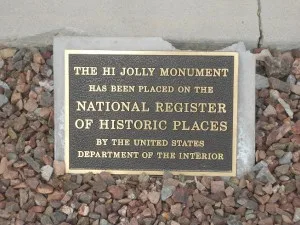 THE HI JOLLY MONUMENT
HAS BEEN PLACED ON THE
NATIONAL REGISTER
OF HISTORIC PLACES
BY THE UNITED STATES
DEPARTMENT OF THE INTERIOR